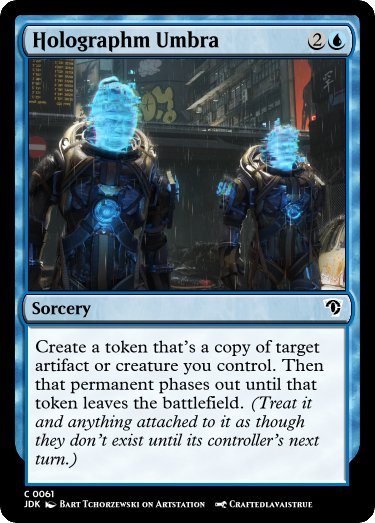 Holographm Umbra 2
Sorcery
Create a token that's a copy of target
artifact or creature you control. Then
that permanent phases out until that
token leaves the battlefield. (Treat it
and anything attached to it as though
they don't exist until its controller's next
turn.)
C 0061
JDK Bart Tchorzewski on Artstation Craftedlavaistrue